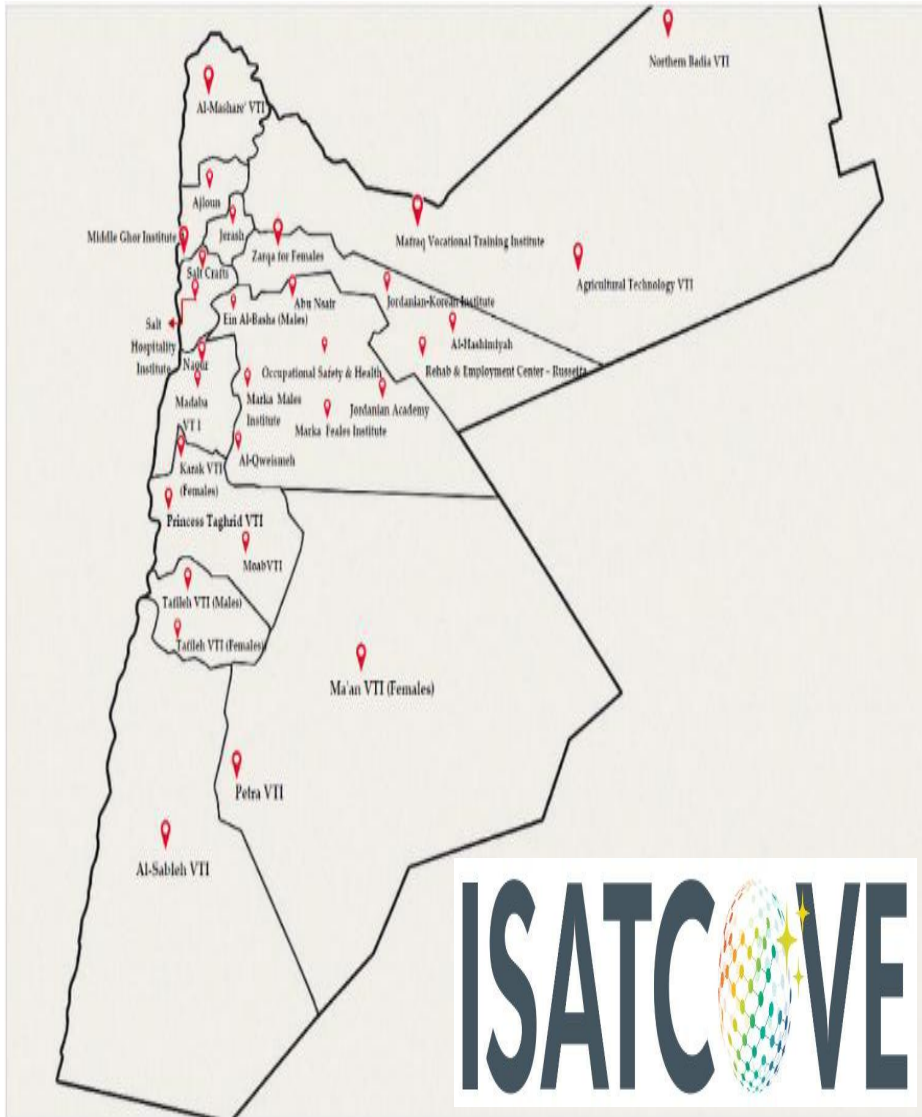 Northern Badia VTI
Al-Mashare' VTI
Ajloun
Middle Ghor Institute
Jerash
Zarqa for Females
Mafraq Vocational Training Institute
Agricultural Technology VTI
Salt Crafts
Abu Nsair
Jordanian-Korean Institute
Ein Al-Basha (Males)
Al-Hashimiyah
Salt
Hospitality
Institute
Naour
Occupational Safety & Health
Rehab & Employment Center - Russeifa
Madaba
VT I
Marka Males
Institute
Jordanian Academy
Marka Feales Institute
Al-Qweismeh
Karak VTI
(Females)
Princess Taghrid VTI
MoabVTI
Tafileh VTI (Males)
Tafileh VTI (Females)
Ma'an VTI (Females)
Petra VTI
Al-Sableh VTI
ISATCOVE